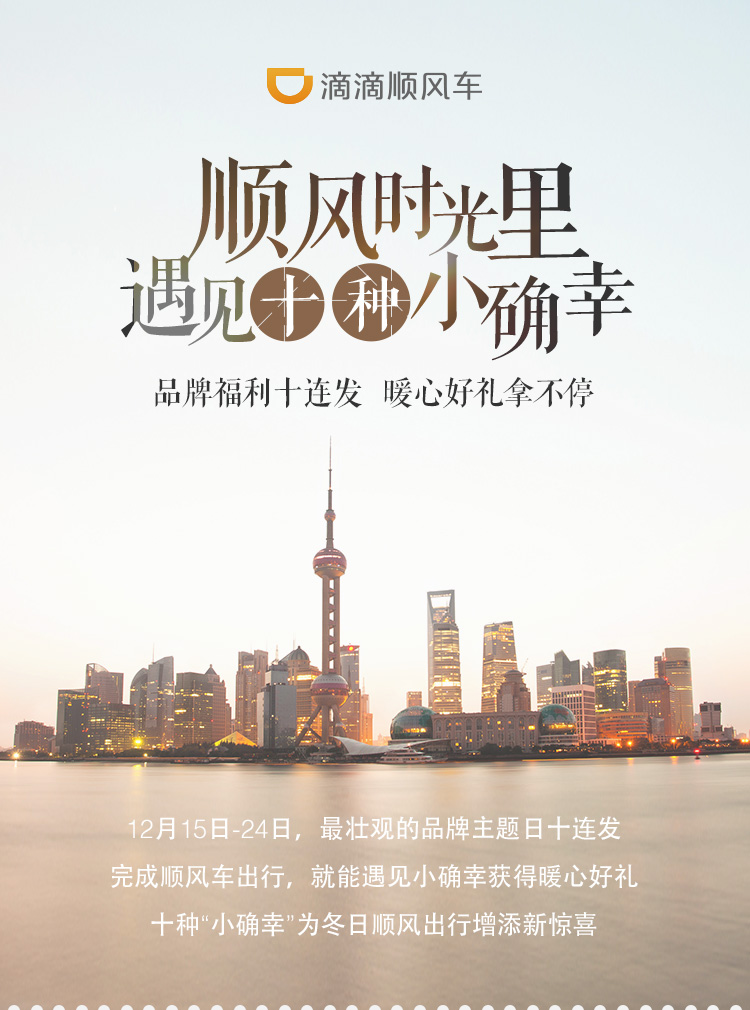 滴滴顺风车
顺风时光里
遇见十种小确幸
品牌福利十连发 暖心好礼拿不停
12月15日-24日，最壮观的品牌主题日十连发
完成顺风车出行，就能遇见小确幸获得暖心好礼
十种“小确幸”为冬日顺风出行增添新惊喜